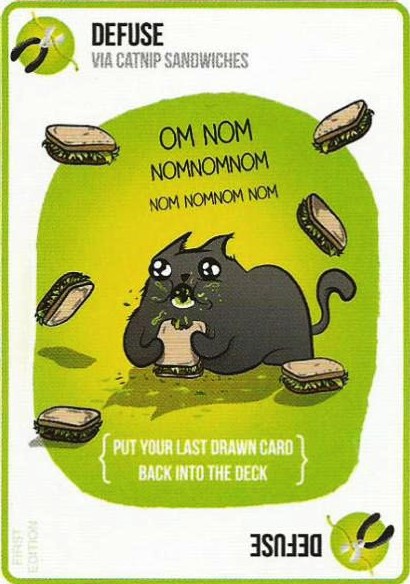 DEFUSE
VIA CATNIP SANDWICHES
OM NOM
NOMNOMNOM
NOM NOMNOM NOM
PUT YOUR LAST DRAWN CARD
BACK INTO THE DECK
FIRST
EDITION
DEFUSE